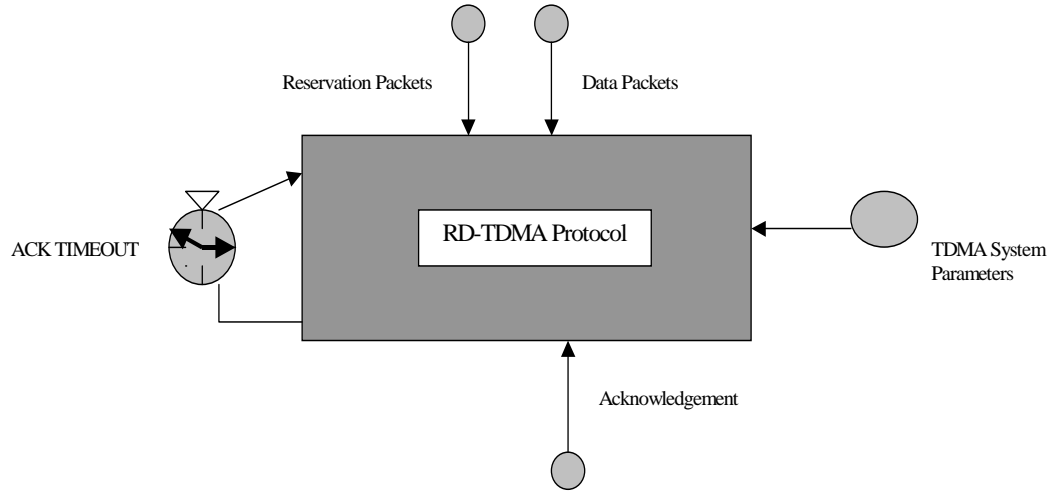 Reservation Packets
Data Packets
RD-TDMA Protocol
ACK TIMEOUT
TDMA System
Parameters
Acknowledgement